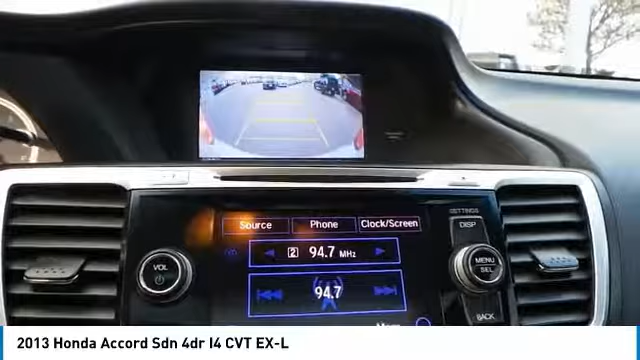 SETTINGS
Source Phone Clock/Screen DISP
2 94.7 MHz
VOL MENU
SEL
94.7
BACK
2013 Honda Accord Sdn 4dr I4 CVT EX-L